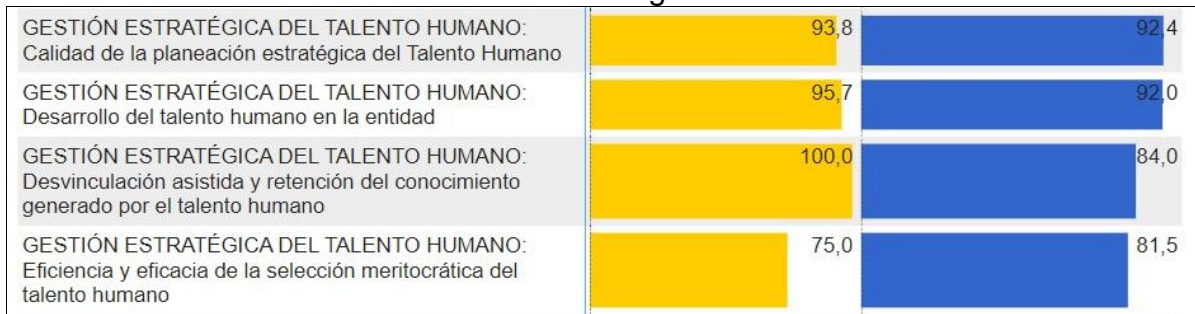 GESTIÓN ESTRATÉGICA DEL TALENTO HUMANO:
Calidad de la planeación estratégica del Talento Humano
93,8
92,4
GESTIÓN ESTRATÉGICA DEL TALENTO HUMANO:
Desarrollo del talento humano en la entidad
95,7
92,0
GESTIÓN ESTRATÉGICA DEL TALENTO HUMANO:
Desvinculación asistida y retención del conocimiento
generado por el talento humano
100,0
84,0
GESTIÓN ESTRATÉGICA DEL TALENTO HUMANO:
Eficiencia y eficacia de la selección meritocrática del
talento humano
75,0
81,5